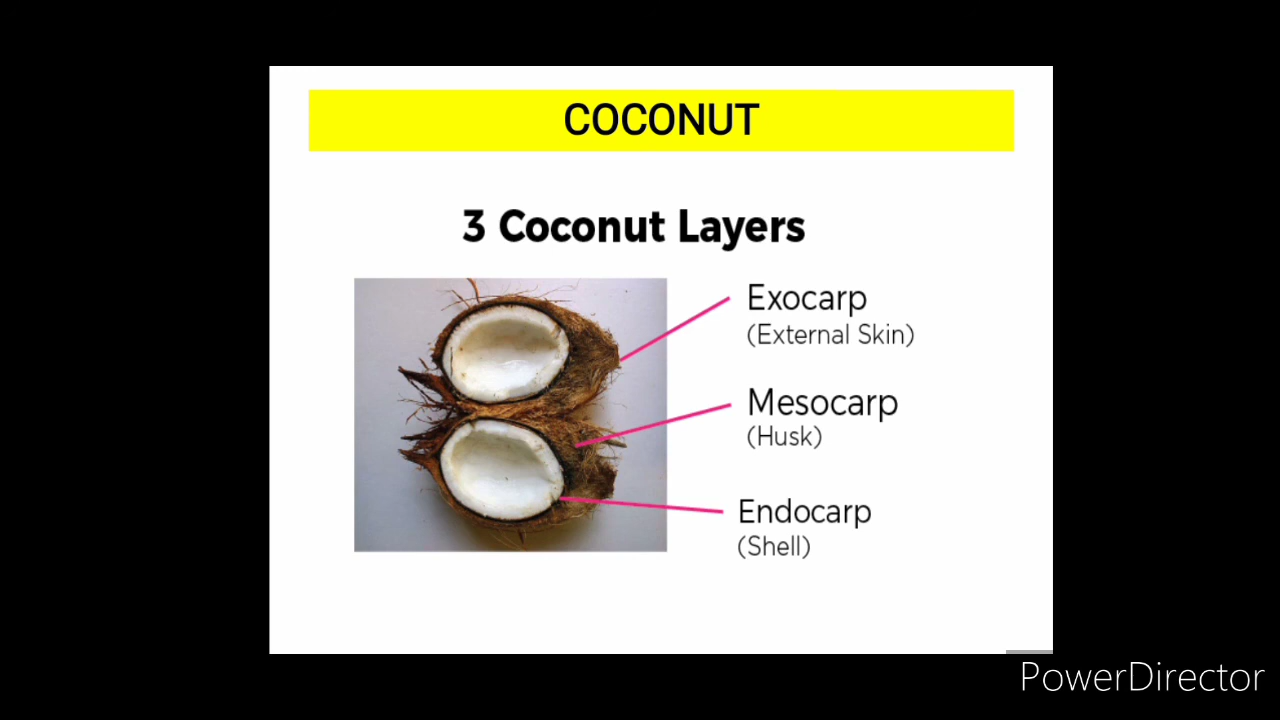 COCONUT
3 Coconut Layers
Exocarp
(External Skin)
Mesocarp
(Husk)
Endocarp
(Shell)
PowerDirector